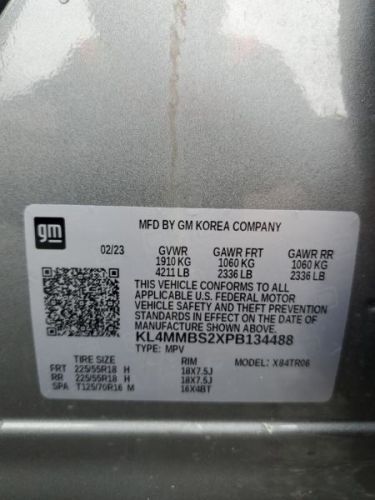 gm
MFD BY GM KOREA COMPANY
02/23 GVWR GAWR FRT GAWR RR
1910 KG 1060 KG 1060 KG
4211 LB 2336 LB 2336 LB
THIS VEHICLE CONFORMS TO ALL
APPLICABLE U.S. FEDERAL MOTOR
VEHICLE SAFETY AND THEFT PREVENTION
STANDARDS IN EFFECT ON THE DATE OF
MANUFACTURE SHOWN ABOVE.
KL4MMBS2XPB134488
TYPE: MPV
TIRE SIZE RIM MODEL: X84TR06
FRT 225/55R18 H 18X7.5J
RR 225/55R18 H 18X7.5J
SPA T125/70R16 M 16X4BT